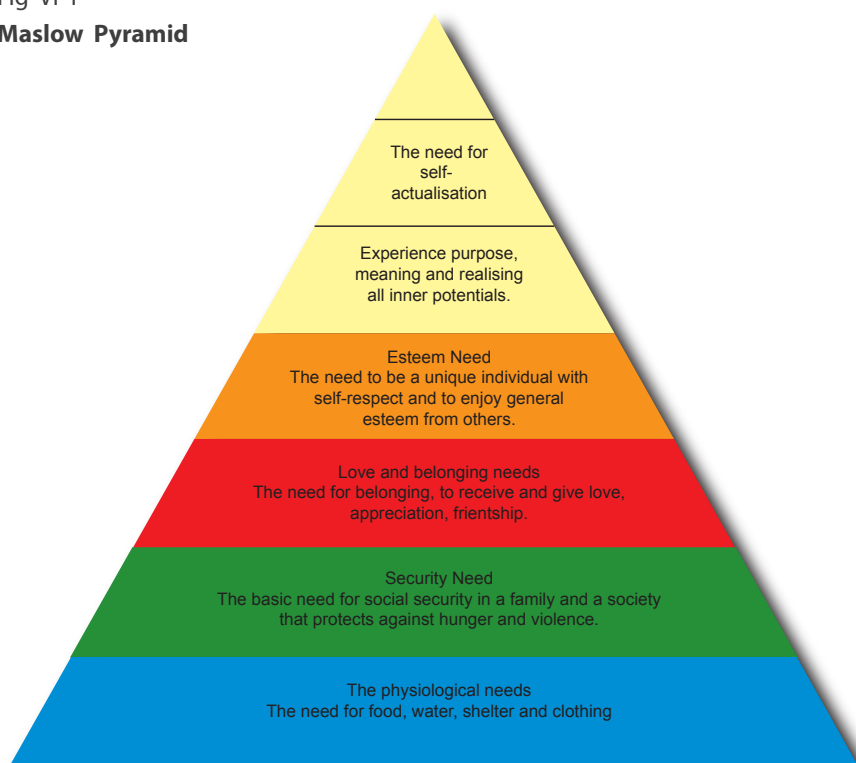 Fig VI-1
Maslow Pyramid
The need for
self-
actualisation
Experience purpose,
meaning and realising
all inner potentials.
Esteem Need
The need to be a unique individual with
self-respect and to enjoy general
esteem from others.
Love and belonging needs
The need for belonging, to receive and give love,
appreciation, frientship.
Security Need
The basic need for social security in a family and a society
that protects against hunger and violence.
The physiological needs
The need for food, water, shelter and clothing